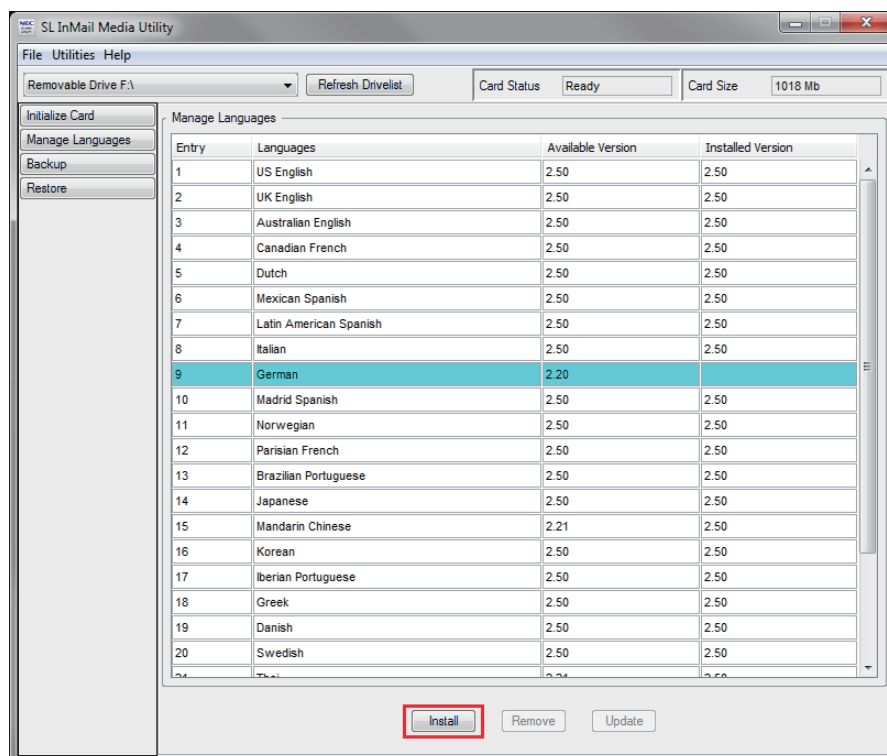 NEC
SL InMail Media Utility
File Utilities Help
Removable Drive F:\ Refresh Drivelist Card Status Ready Card Size 1018 Mb
Initialize Card
Manage Languages
Backup
Restore
Manage Languages
Entry Languages Available Version Installed Version
1 US English 2.50 2.50
2 UK English 2.50 2.50
3 Australian English 2.50 2.50
4 Canadian French 2.50 2.50
5 Dutch 2.50 2.50
6 Mexican Spanish 2.50 2.50
7 Latin American Spanish 2.50 2.50
8 Italian 2.50 2.50
9 German 2.20
10 Madrid Spanish 2.50 2.50
11 Norwegian 2.50 2.50
12 Parisian French 2.50 2.50
13 Brazilian Portuguese 2.50 2.50
14 Japanese 2.50 2.50
15 Mandarin Chinese 2.21 2.50
16 Korean 2.50 2.50
17 Iberian Portuguese 2.50 2.50
18 Greek 2.50 2.50
19 Danish 2.50 2.50
20 Swedish 2.50 2.50
Install Remove Update